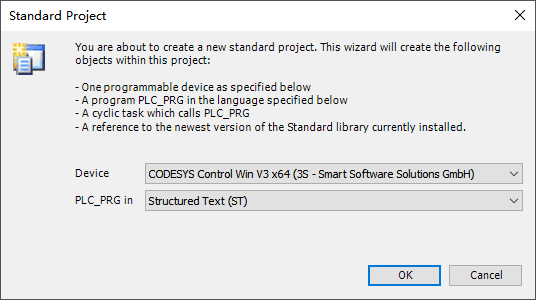 Standard Project
You are about to create a new standard project. This wizard will create the following
objects within this project:
- One programmable device as specified below
- A program PLC_PRG in the language specified below
- A cyclic task which calls PLC_PRG
- A reference to the newest version of the Standard library currently installed.
Device
CODESYS Control Win V3 x64 (3S - Smart Software Solutions GmbH)
PLC_PRG in
Structured Text (ST)
OK
Cancel